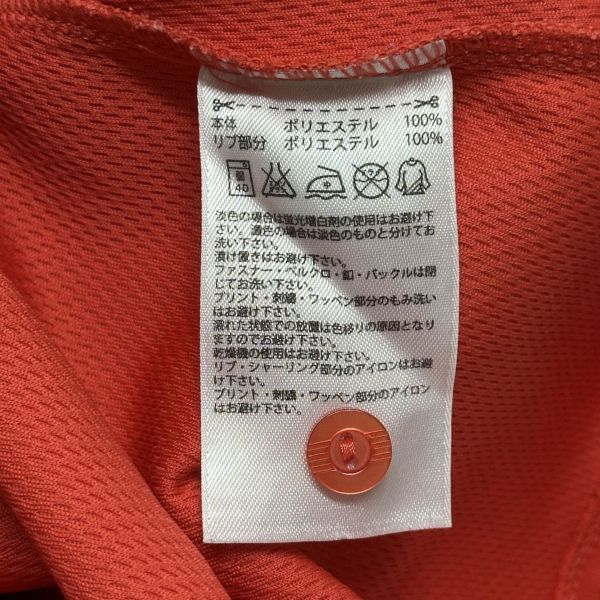 本体 ポリエステル 100%
リブ部分 ポリエステル 100%
弱
40
淡色の場合は蛍光増白剤の使用はお避け下
さい。濃色の場合は淡色のものと分けてお
洗い下さい。
漬け置きはお避け下さい。
ファスナー・ベルクロ・釦・バックルは閉
じてお洗い下さい。
プリント・刺繍・ワッペン部分のもみ洗い
はお避け下さい。
濡れた状態での放置は色移りの原因となり
ますのでお避け下さい。
乾燥機の使用はお避け下さい。
リブ・シャーリング部分のアイロンはお避
け下さい。
プリント・刺繍・ワッペン部分のアイロン
はお避け下さい。